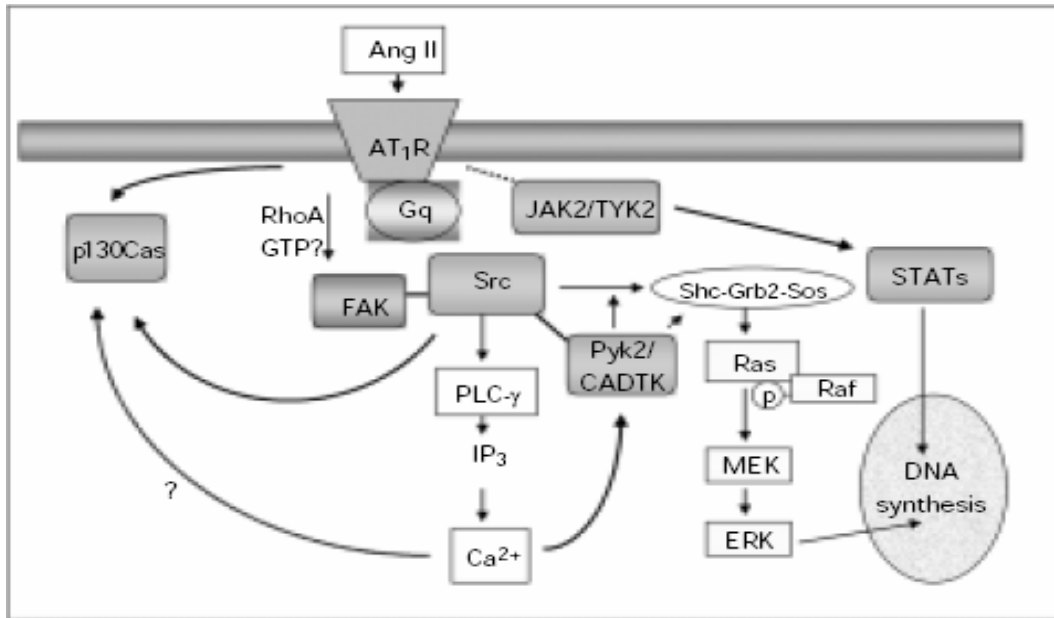 Ang II
AT₁R
Gq
JAK2/TYK2
RhoA
GTP?
p130Cas
FAK
Src
Shc-Grb2-Sos
STATs
Pyk2/
CADTK
Ras
p
Raf
PLC-γ
IP₃
MEK
DNA
synthesis
?
ERK
Ca²⁺